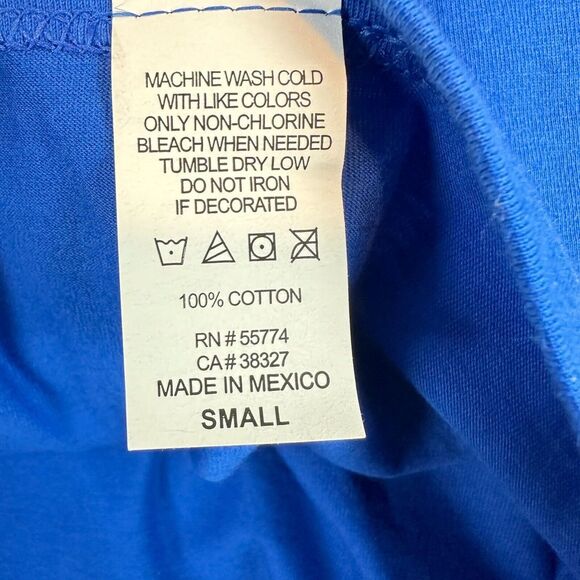 MACHINE WASH COLD
WITH LIKE COLORS
ONLY NON-CHLORINE
BLEACH WHEN NEEDED
TUMBLE DRY LOW
DO NOT IRON
IF DECORATED
100% COTTON
RN # 55774
CA # 38327
MADE IN MEXICO
SMALL